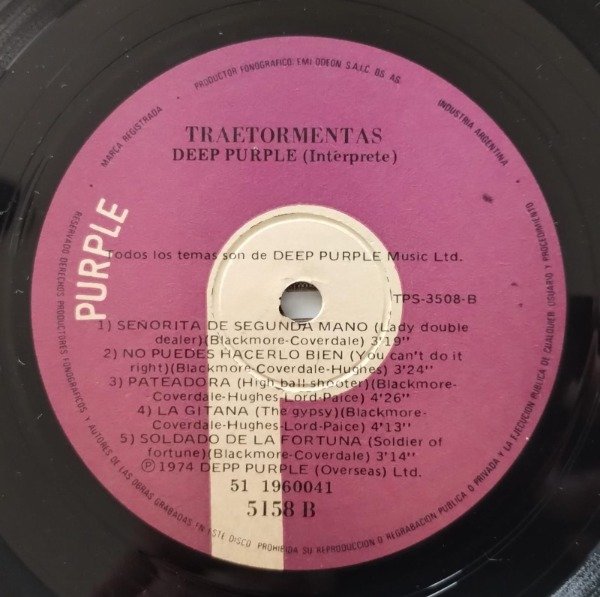 PRODUCTOR FONOGRAFICO: EMI ODEON S.A.I.C. BS. AS.
MARCA REGISTRADA
INDUSTRIA ARGENTINA
TRAETORMENTAS
DEEP PURPLE (Intèrprete)
PURPLE
Todos los temas son de DEEP PURPLE Music Ltd.
TPS-3508-B
1) SEÑORITA DE SEGUNDA MANO (Lady double
dealer)(Blackmore-Coverdale) 3'19"
2) NO PUEDES HACERLO BIEN (You can't do it
right)(Blackmore-Coverdale-Hughes) 3'24"
3) PATEADORA (High ball shooter)(Blackmore-
Coverdale-Hughes-Lord-Paice) 4'26"
4) LA GITANA (The gypsy)(Blackmore-
Coverdale-Hughes-Lord-Paice) 4'13"
5) SOLDADO DE LA FORTUNA (Soldier of
fortune)(Blackmore-Coverdale) 3'14"
Ⓟ 1974 DEPP PURPLE (Overseas) Ltd.
51 1960041
5158 B
RESERVADO DERECHOS PRODUCTORES FONOGRAFICOS Y AUTORES DE LAS OBRAS GRABADAS EN ESTE DISCO PROHIBIDA SU REPRODUCCION O REGRABACION PUBLICA O PRIVADA Y LA EJECUCION PUBLICA DE CUALQUIER USUARIO Y PROCEDIMIENTO